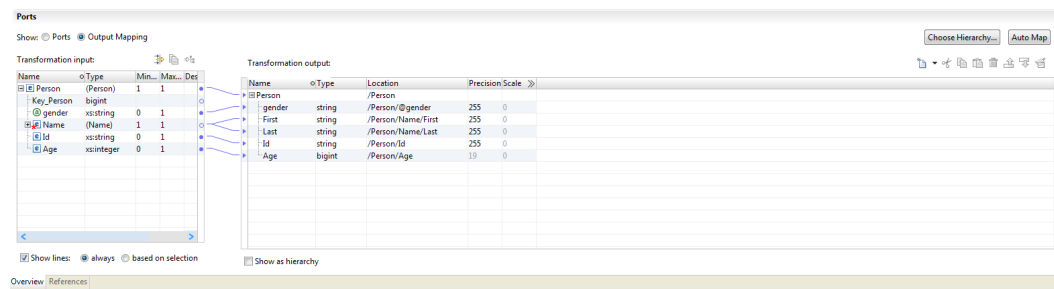 Ports
Show: Ports Output Mapping
Choose Hierarchy... Auto Map
Transformation input:
Name Type Min... Max... Des
Person (Person) 1 1
Key_Person bigint
gender xs:string 0 1
Name (Name) 1 1
Id xs:string 0 1
Age xs:integer 0 1
Show lines: always based on selection
Transformation output:
Name Type Location Precision Scale
Person /Person
gender string /Person/@gender 255 0
First string /Person/Name/First 255 0
Last string /Person/Name/Last 255 0
Id string /Person/Id 255 0
Age bigint /Person/Age 19 0
Show as hierarchy
Overview References